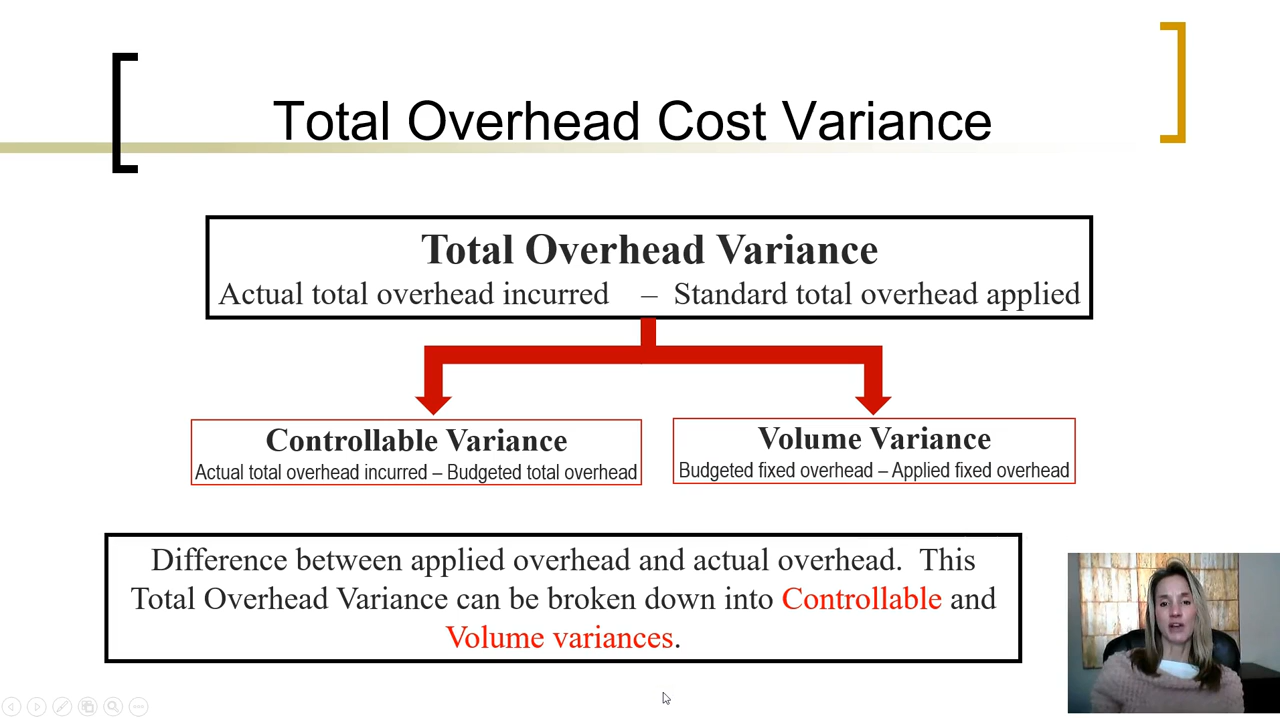 Total Overhead Cost Variance
Total Overhead Variance
Actual total overhead incurred – Standard total overhead applied
Controllable Variance
Actual total overhead incurred – Budgeted total overhead
Volume Variance
Budgeted fixed overhead – Applied fixed overhead
Difference between applied overhead and actual overhead. This
Total Overhead Variance can be broken down into Controllable and
Volume variances.